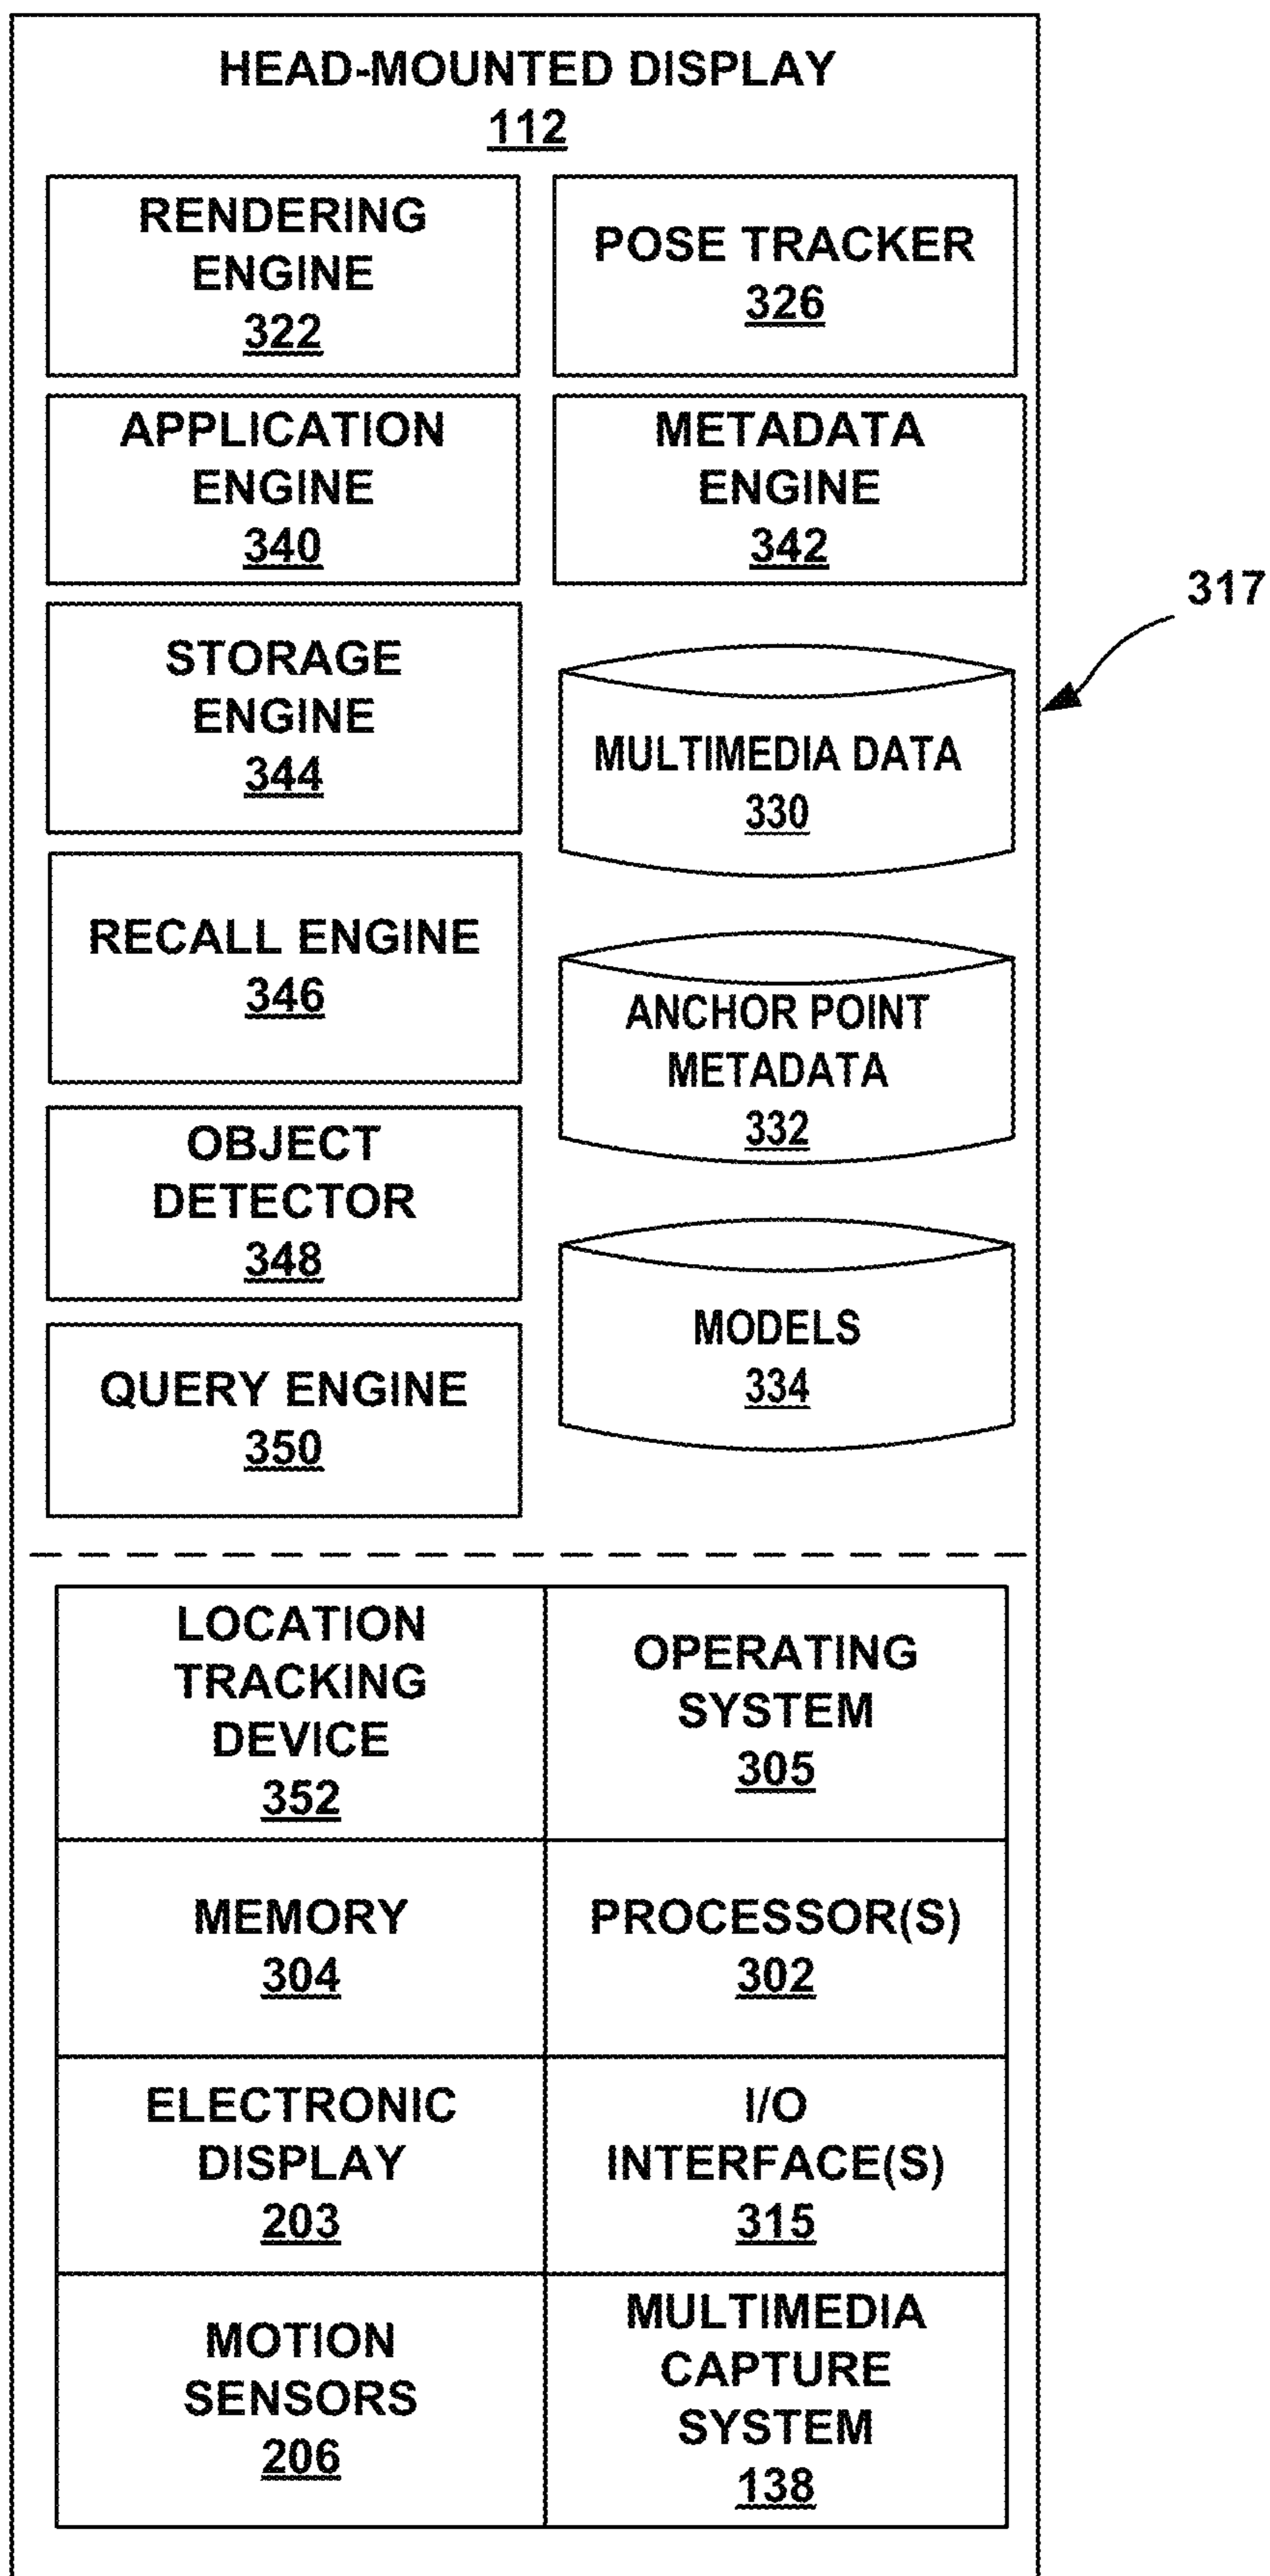 HEAD-MOUNTED DISPLAY
112
RENDERING
ENGINE
322
POSE TRACKER
326
APPLICATION
ENGINE
340
METADATA
ENGINE
342
317
STORAGE
ENGINE
344
MULTIMEDIA DATA
330
RECALL ENGINE
346
ANCHOR POINT
METADATA
332
OBJECT
DETECTOR
348
MODELS
334
QUERY ENGINE
350
LOCATION
TRACKING
DEVICE
352
OPERATING
SYSTEM
305
MEMORY
304
PROCESSOR(S)
302
ELECTRONIC
DISPLAY
203
I/O
INTERFACE(S)
315
MOTION
SENSORS
206
MULTIMEDIA
CAPTURE
SYSTEM
138